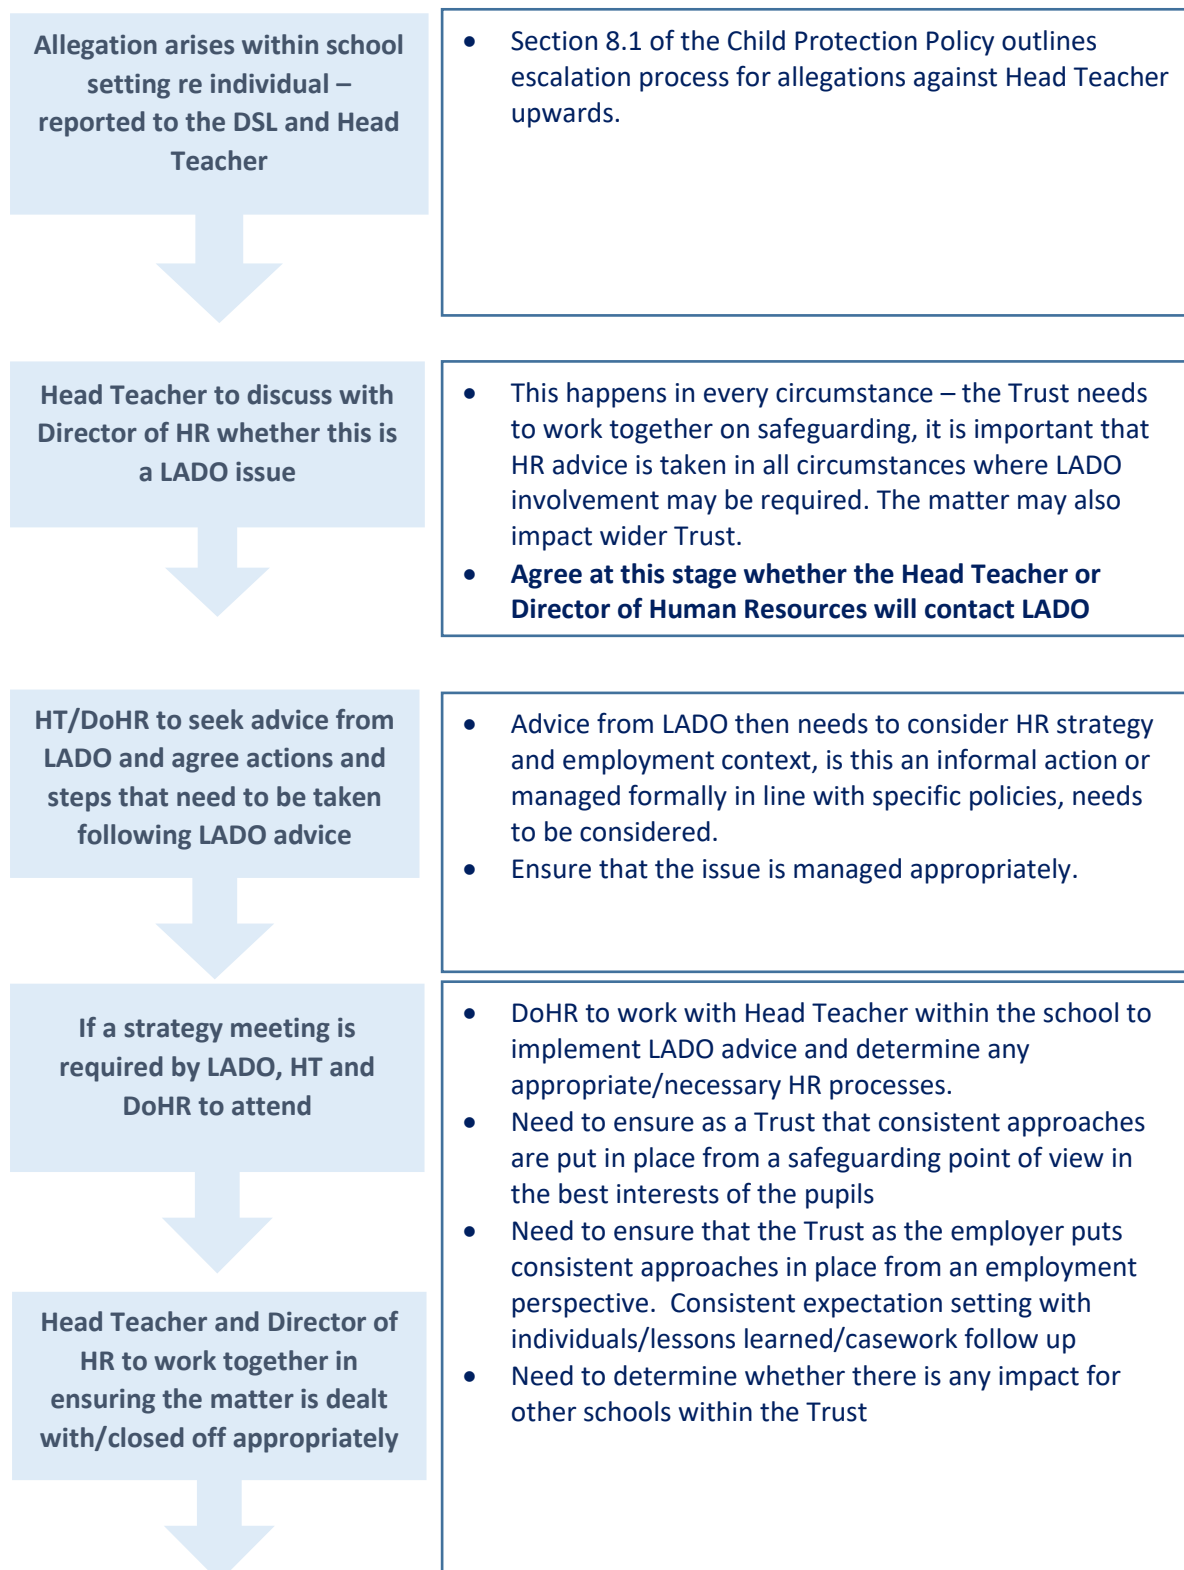 Allegation arises within school
setting re individual –
reported to the DSL and Head
Teacher
• Section 8.1 of the Child Protection Policy outlines
escalation process for allegations against Head Teacher
upwards.
Head Teacher to discuss with
Director of HR whether this is
a LADO issue
• This happens in every circumstance – the Trust needs
to work together on safeguarding, it is important that
HR advice is taken in all circumstances where LADO
involvement may be required. The matter may also
impact wider Trust.
• Agree at this stage whether the Head Teacher or
Director of Human Resources will contact LADO
HT/DoHR to seek advice from
LADO and agree actions and
steps that need to be taken
following LADO advice
• Advice from LADO then needs to consider HR strategy
and employment context, is this an informal action or
managed formally in line with specific policies, needs
to be considered.
• Ensure that the issue is managed appropriately.
If a strategy meeting is
required by LADO, HT and
DoHR to attend
Head Teacher and Director of
HR to work together in
ensuring the matter is dealt
with/closed off appropriately
• DoHR to work with Head Teacher within the school to
implement LADO advice and determine any
appropriate/necessary HR processes.
• Need to ensure as a Trust that consistent approaches
are put in place from a safeguarding point of view in
the best interests of the pupils
• Need to ensure that the Trust as the employer puts
consistent approaches in place from an employment
perspective.  Consistent expectation setting with
individuals/lessons learned/casework follow up
• Need to determine whether there is any impact for
other schools within the Trust